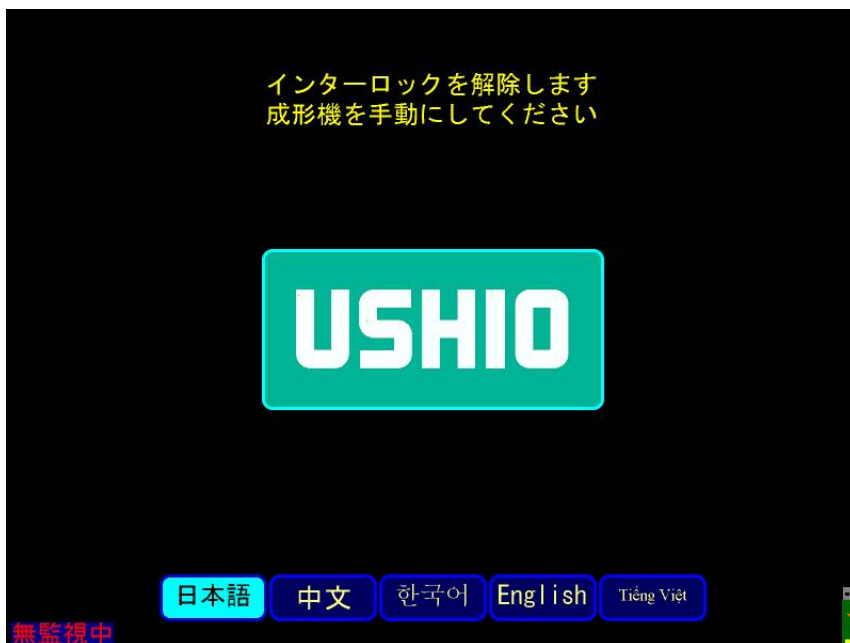 インターロックを解除します
成形機を手動にしてください
USHIO
日本語 中文 한국어 English Tiếng Việt
無監視中